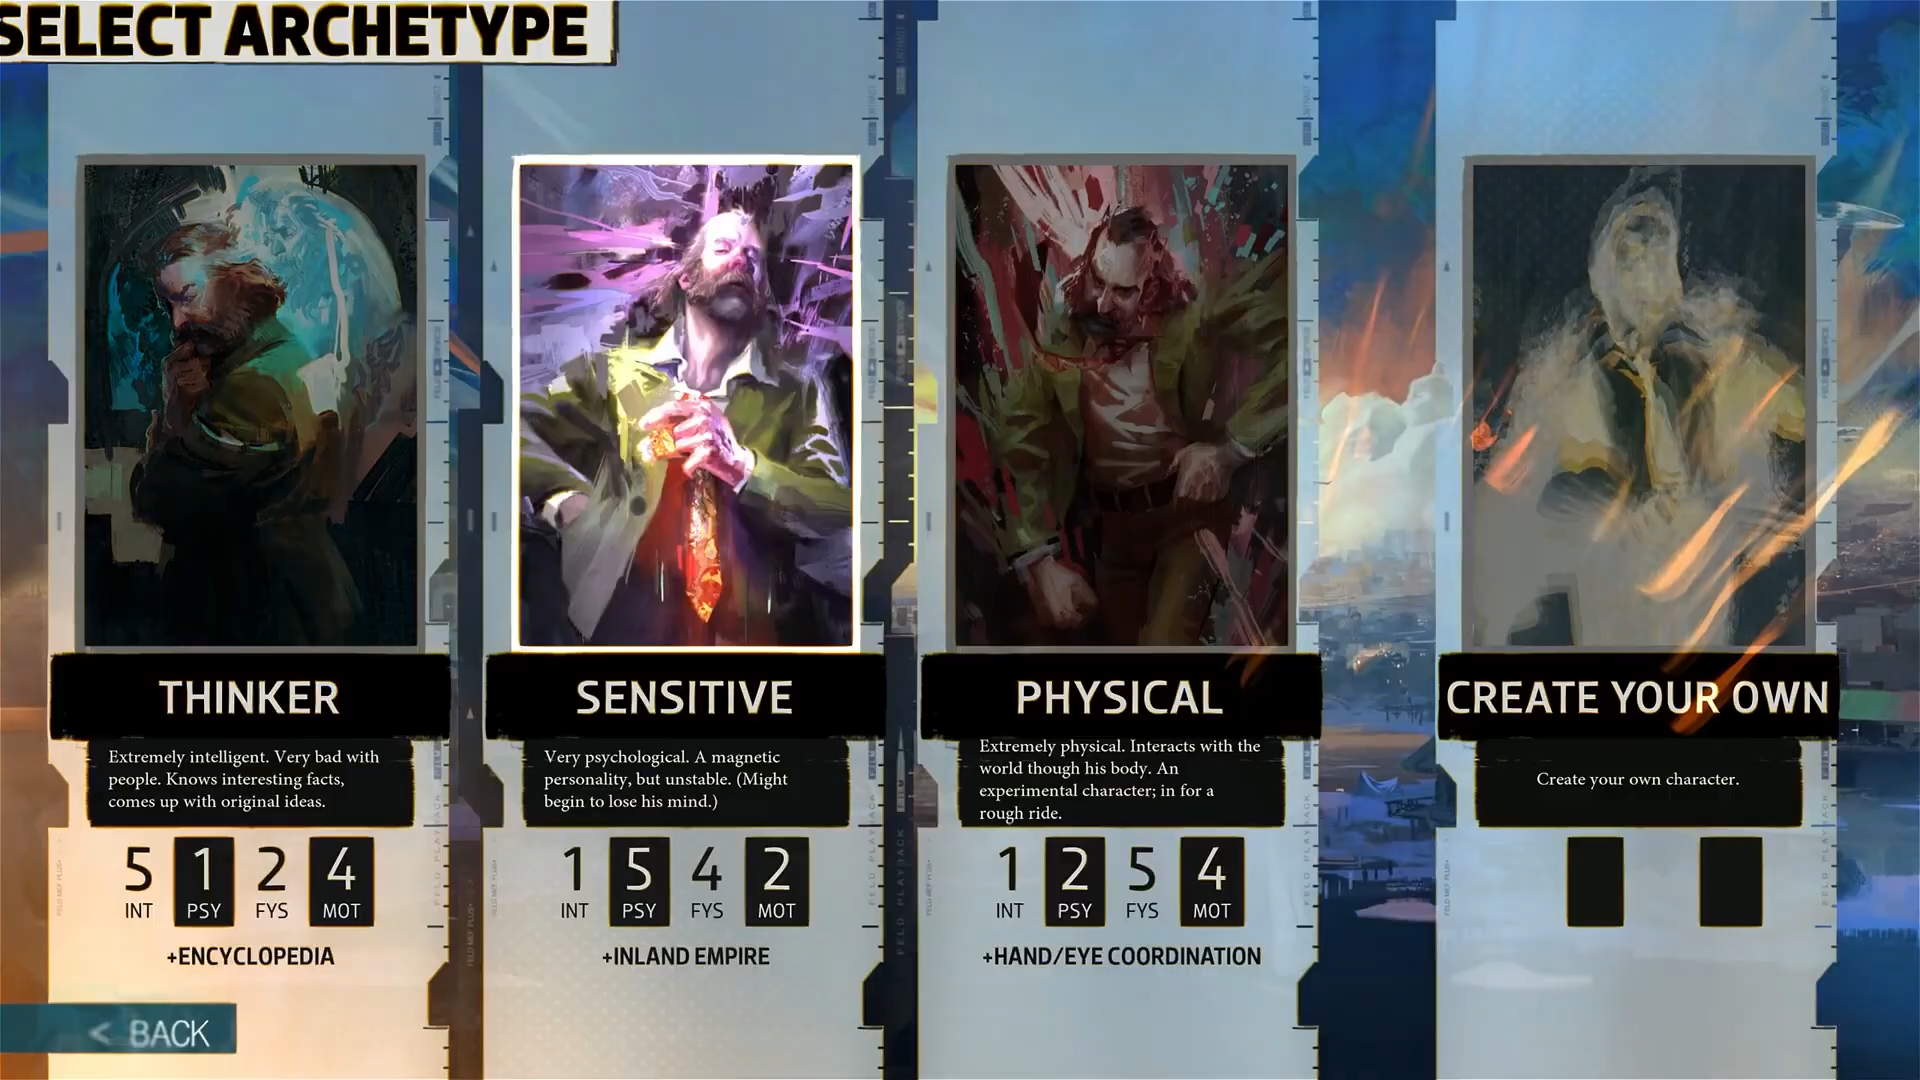 SELECT ARCHETYPE
THINKER
Extremely intelligent. Very bad with
people. Knows interesting facts,
comes up with original ideas.
5 1 2 4
INT PSY FYS MOT
+ENCYCLOPEDIA
SENSITIVE
Very psychological. A magnetic
personality, but unstable. (Might
begin to lose his mind.)
1 5 4 2
INT PSY FYS MOT
+INLAND EMPIRE
PHYSICAL
Extremely physical. Interacts with the
world though his body. An
experimental character; in for a
rough ride.
1 2 5 4
INT PSY FYS MOT
+HAND/EYE COORDINATION
CREATE YOUR OWN
Create your own character.
< BACK